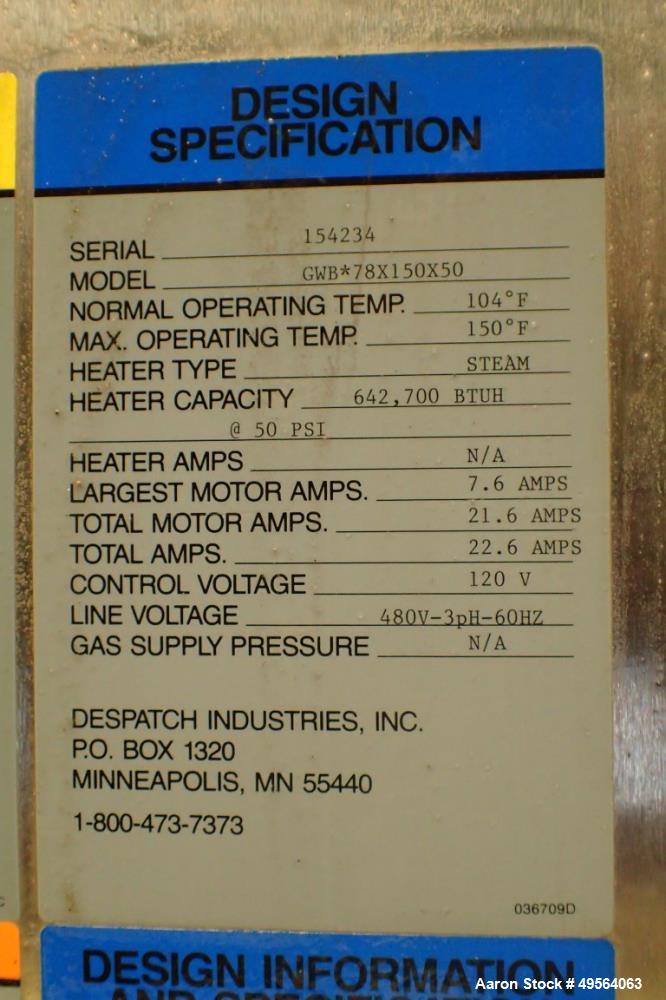 DESIGN
SPECIFICATION
SERIAL 154234
MODEL GWB*78X150X50
NORMAL OPERATING TEMP. 104°F
MAX. OPERATING TEMP. 150°F
HEATER TYPE STEAM
HEATER CAPACITY 642,700 BTUH
@ 50 PSI
HEATER AMPS N/A
LARGEST MOTOR AMPS. 7.6 AMPS
TOTAL MOTOR AMPS. 21.6 AMPS
TOTAL AMPS. 22.6 AMPS
CONTROL VOLTAGE 120 V
LINE VOLTAGE 480V-3pH-60HZ
GAS SUPPLY PRESSURE N/A
DESPATCH INDUSTRIES, INC.
P.O. BOX 1320
MINNEAPOLIS, MN 55440
1-800-473-7373
036709D
DESIGN INFORMATION
Aaron Stock # 49564063